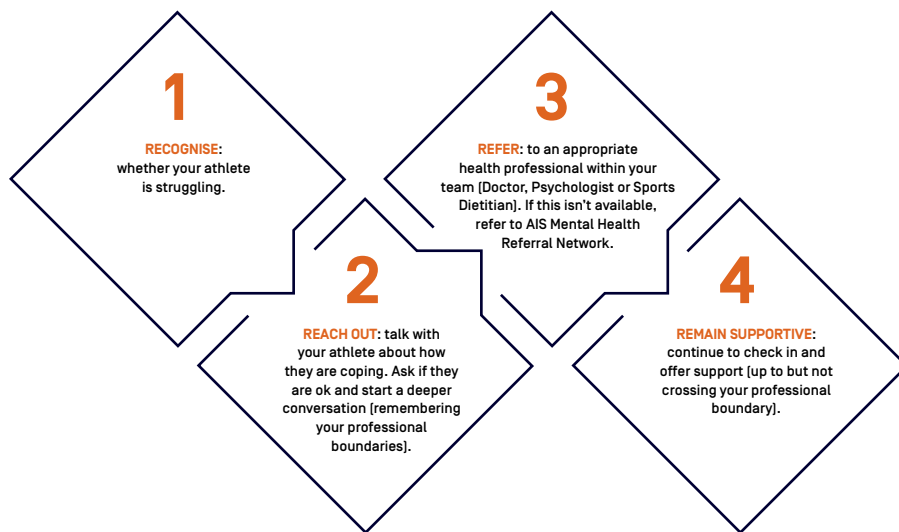 1
RECOGNISE:
whether your athlete
is struggling.
2
REACH OUT: talk with
your athlete about how
they are coping. Ask if they
are ok and start a deeper
conversation (remembering
your professional
boundaries).
3
REFER: to an appropriate
health professional within your
team (Doctor, Psychologist or Sports
Dietitian). If this isn't available,
refer to AIS Mental Health
Referral Network.
4
REMAIN SUPPORTIVE:
continue to check in and
offer support (up to but not
crossing your professional
boundary).